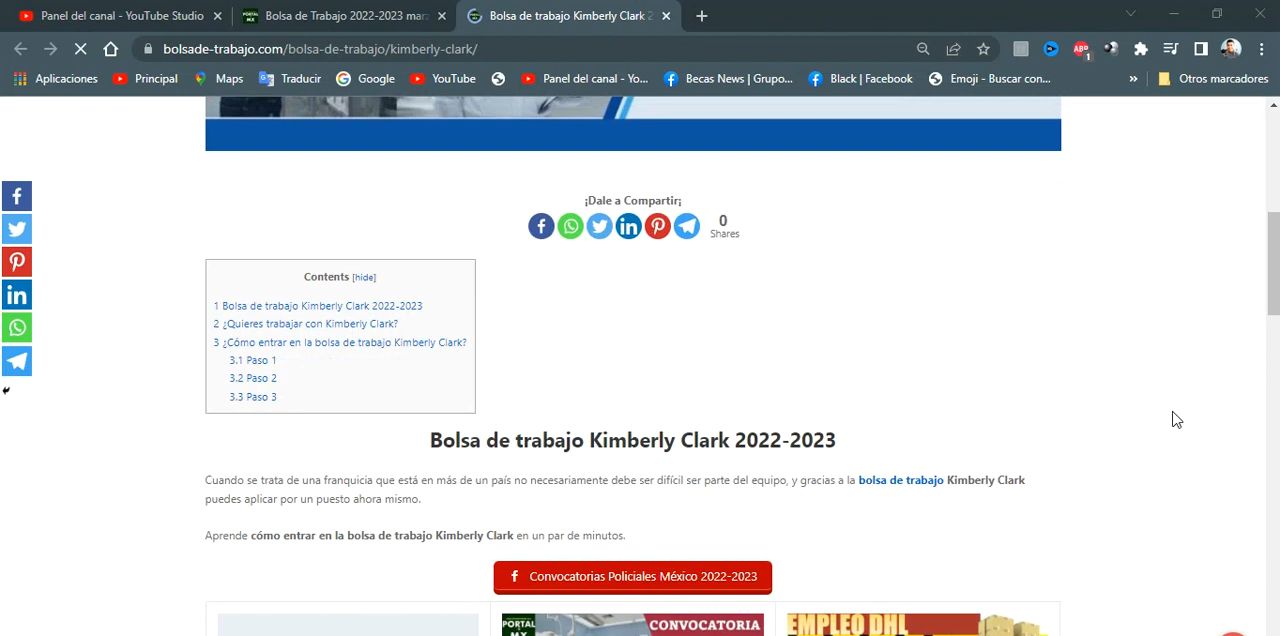 Panel del canal - YouTube Studio
Bolsa de Trabajo 2022-2023 mar
Bolsa de trabajo Kimberly Clark 2
bolsade-trabajo.com/bolsa-de-trabajo/kimberly-clark/
ABP
1
Aplicaciones
Principal
Maps
Traducir
Google
YouTube
Panel del canal - Yo...
Becas News | Grupo...
Black | Facebook
Emoji - Buscar con...
»
Otros marcadores
¡Dale a Compartir¡
0
Shares
Contents [hide]
1 Bolsa de trabajo Kimberly Clark 2022-2023
2 ¿Quieres trabajar con Kimberly Clark?
3 ¿Cómo entrar en la bolsa de trabajo Kimberly Clark?
3.1 Paso 1
3.2 Paso 2
3.3 Paso 3
Bolsa de trabajo Kimberly Clark 2022-2023
Cuando se trata de una franquicia que está en más de un país no necesariamente debe ser difícil ser parte del equipo, y gracias a la bolsa de trabajo Kimberly Clark
puedes aplicar por un puesto ahora mismo.
Aprende cómo entrar en la bolsa de trabajo Kimberly Clark en un par de minutos.
Convocatorias Policiales México 2022-2023
PORTAL
MX
CONVOCATORIA
EMPLEO DHL